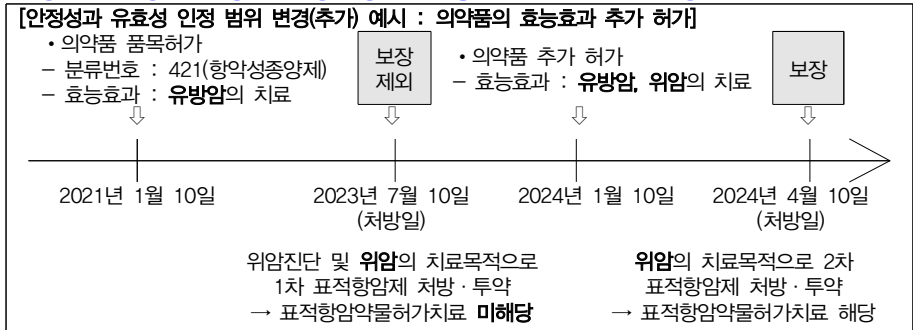 [안정성과 유효성 인정 범위 변경(추가) 예시 : 의약품의 효능효과 추가 허가]
• 의약품 품목허가
- 분류번호 : 421(항악성종양제)
- 효능효과 : 유방암의 치료
보장
제외
• 의약품 추가 허가
- 효능효과 : 유방암, 위암의 치료
보장
2021년 1월 10일
2023년 7월 10일
(처방일)
2024년 1월 10일
2024년 4월 10일
(처방일)
위암진단 및 위암의 치료목적으로
1차 표적항암제 처방·투약
→ 표적항암약물허가치료 미해당
위암의 치료목적으로 2차
표적항암제 처방·투약
→ 표적항암약물허가치료 해당